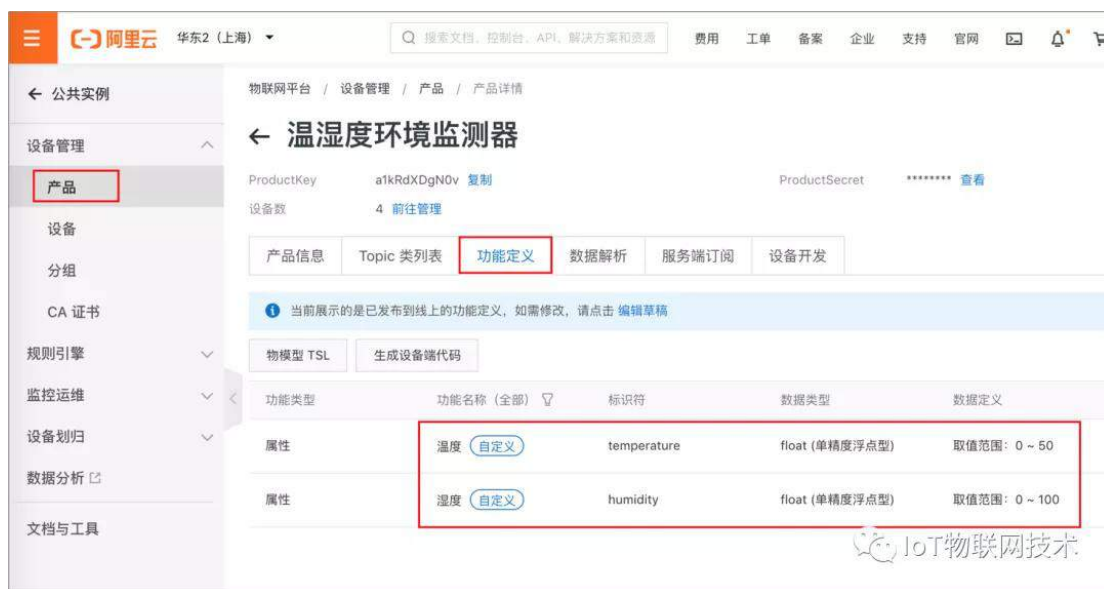 阿里云 华东2（上海） 搜索文档、控制台、API、解决方案和资源 费用 工单 备案 企业 支持 官网
公共实例
物联网平台 / 设备管理 / 产品 / 产品详情
温湿度环境监测器
设备管理
产品
设备
分组
CA 证书
规则引擎
监控运维
设备划归
数据分析
文档与工具
ProductKey a1kRdXDgN0v 复制 ProductSecret ******** 查看
设备数 4 前往管理
产品信息 Topic 类列表 功能定义 数据解析 服务端订阅 设备开发
当前展示的是已发布到线上的功能定义，如需修改，请点击 编辑草稿
物模型 TSL 生成设备端代码
功能类型 功能名称（全部） 标识符 数据类型 数据定义
属性 温度 自定义 temperature float (单精度浮点型) 取值范围：0 ~ 50
属性 湿度 自定义 humidity float (单精度浮点型) 取值范围：0 ~ 100
IoT物联网技术